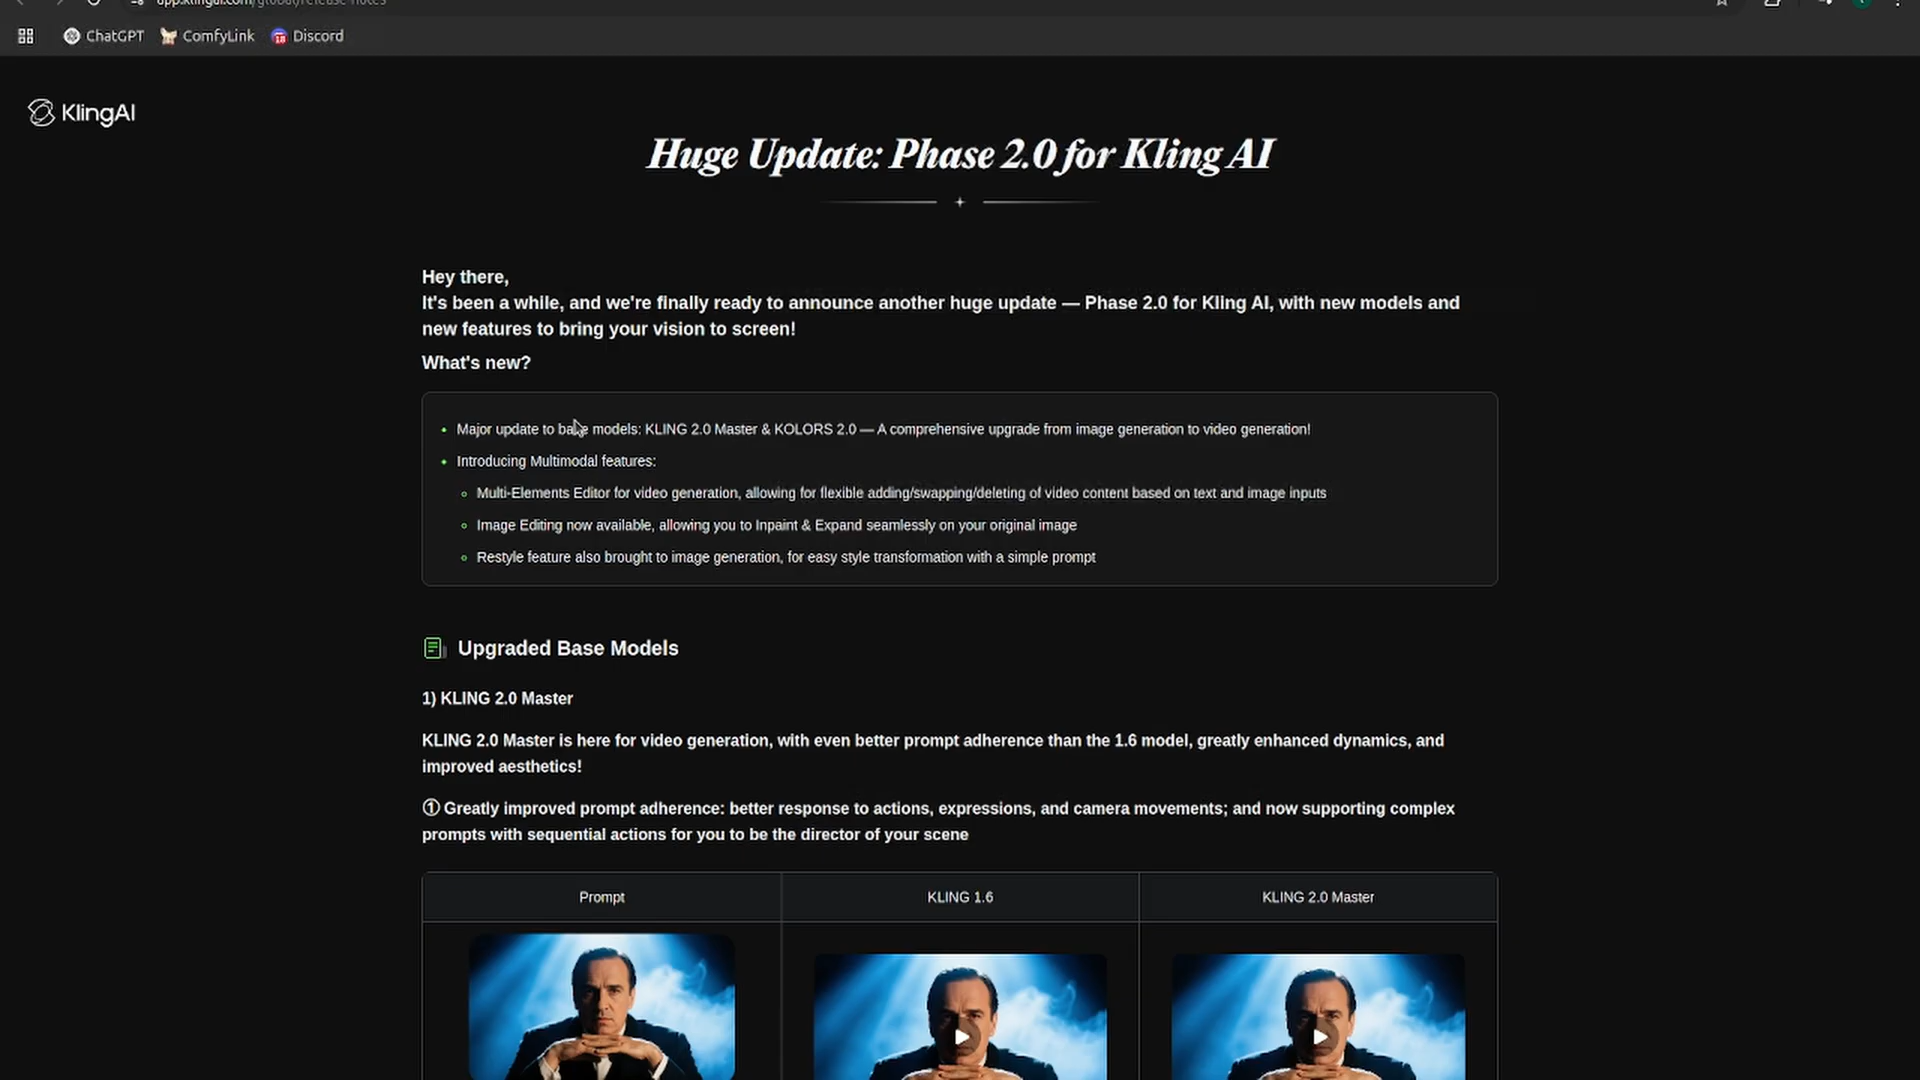 app.klingai.com/global/release-notes
ChatGPT
ComfyLink
18
Discord
KlingAI
Huge Update: Phase 2.0 for Kling AI
Hey there,
It's been a while, and we're finally ready to announce another huge update — Phase 2.0 for Kling AI, with new models and
new features to bring your vision to screen!
What's new?
Major update to base models: KLING 2.0 Master & KOLORS 2.0 — A comprehensive upgrade from image generation to video generation!
Introducing Multimodal features:
Multi-Elements Editor for video generation, allowing for flexible adding/swapping/deleting of video content based on text and image inputs
Image Editing now available, allowing you to Inpaint & Expand seamlessly on your original image
Restyle feature also brought to image generation, for easy style transformation with a simple prompt
Upgraded Base Models
1) KLING 2.0 Master
KLING 2.0 Master is here for video generation, with even better prompt adherence than the 1.6 model, greatly enhanced dynamics, and
improved aesthetics!
① Greatly improved prompt adherence: better response to actions, expressions, and camera movements; and now supporting complex
prompts with sequential actions for you to be the director of your scene
Prompt
KLING 1.6
KLING 2.0 Master